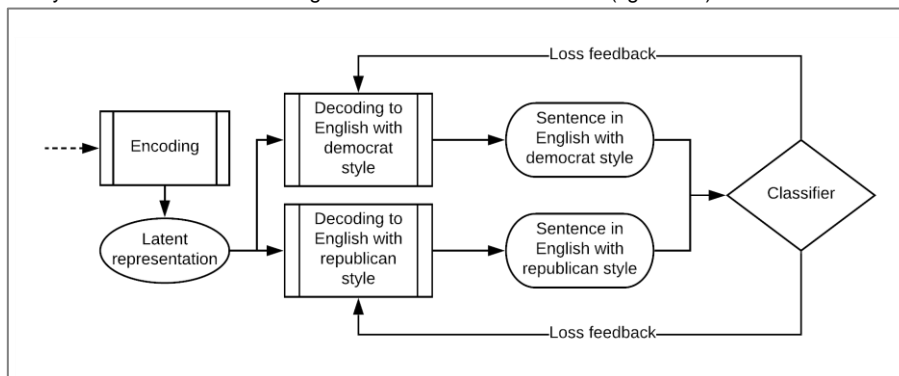 Loss feedback
Encoding
Latent
representation
Decoding to
English with
democrat
style
Decoding to
English with
republican
style
Sentence in
English with
democrat style
Sentence in
English with
republican style
Classifier
Loss feedback